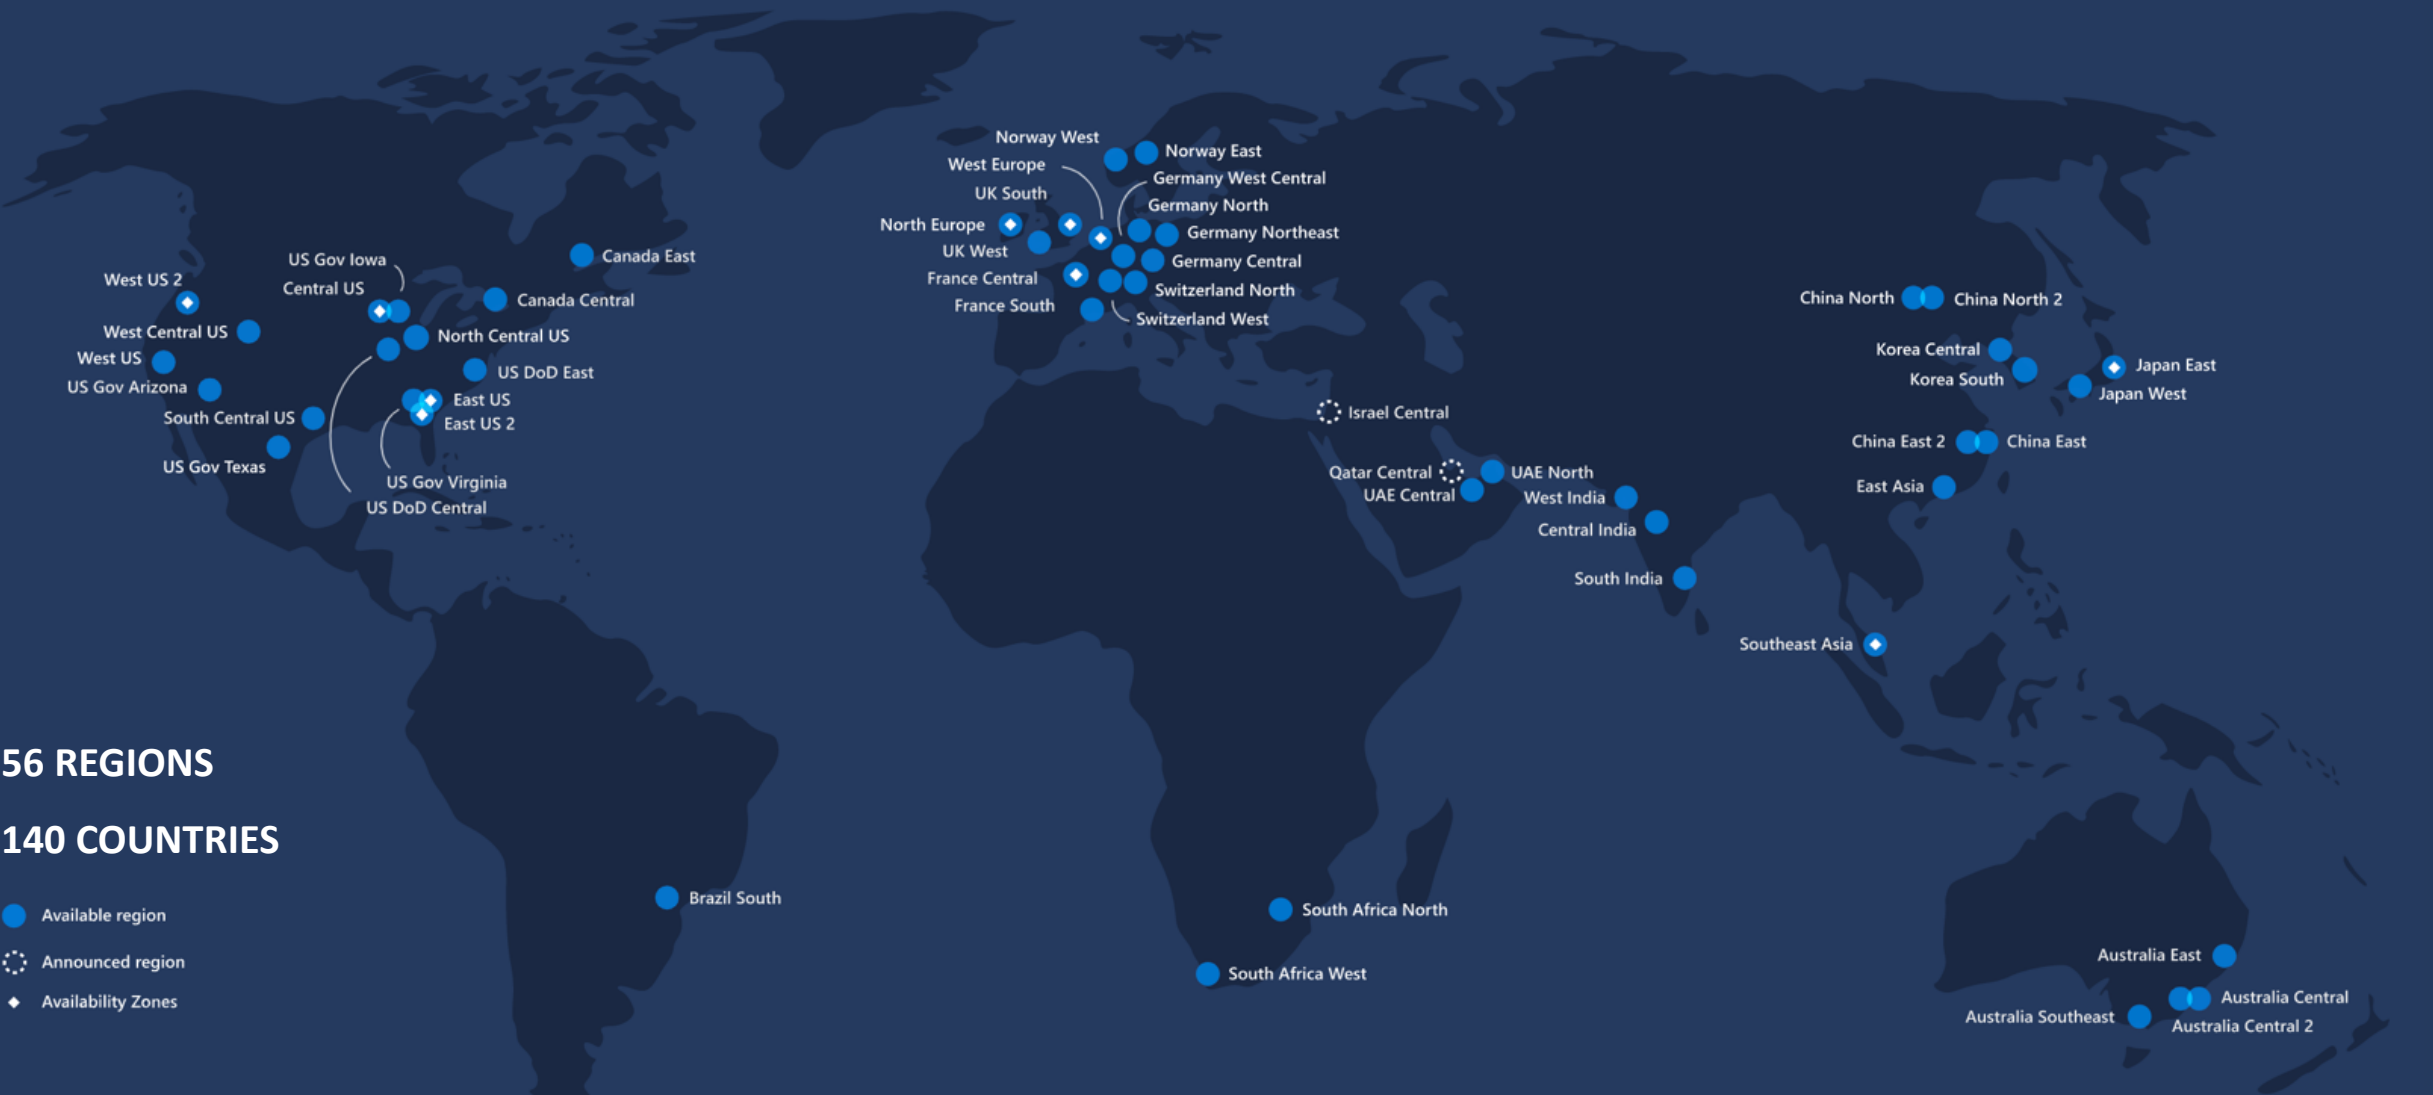 Norway West
Norway East
West Europe
Germany West Central
UK South
Germany North
North Europe
Germany Northeast
UK West
Germany Central
France Central
Switzerland North
France South
Switzerland West
US Gov Iowa
Canada East
West US 2
Central US
Canada Central
West Central US
North Central US
West US
US DoD East
US Gov Arizona
East US
South Central US
East US 2
US Gov Texas
US Gov Virginia
US DoD Central
China North
China North 2
Korea Central
Japan East
Korea South
Japan West
Israel Central
China East 2
China East
Qatar Central
UAE North
UAE Central
West India
East Asia
Central India
South India
Southeast Asia
56 REGIONS
140 COUNTRIES
Available region
Announced region
Availability Zones
Brazil South
South Africa North
South Africa West
Australia East
Australia Central
Australia Southeast
Australia Central 2